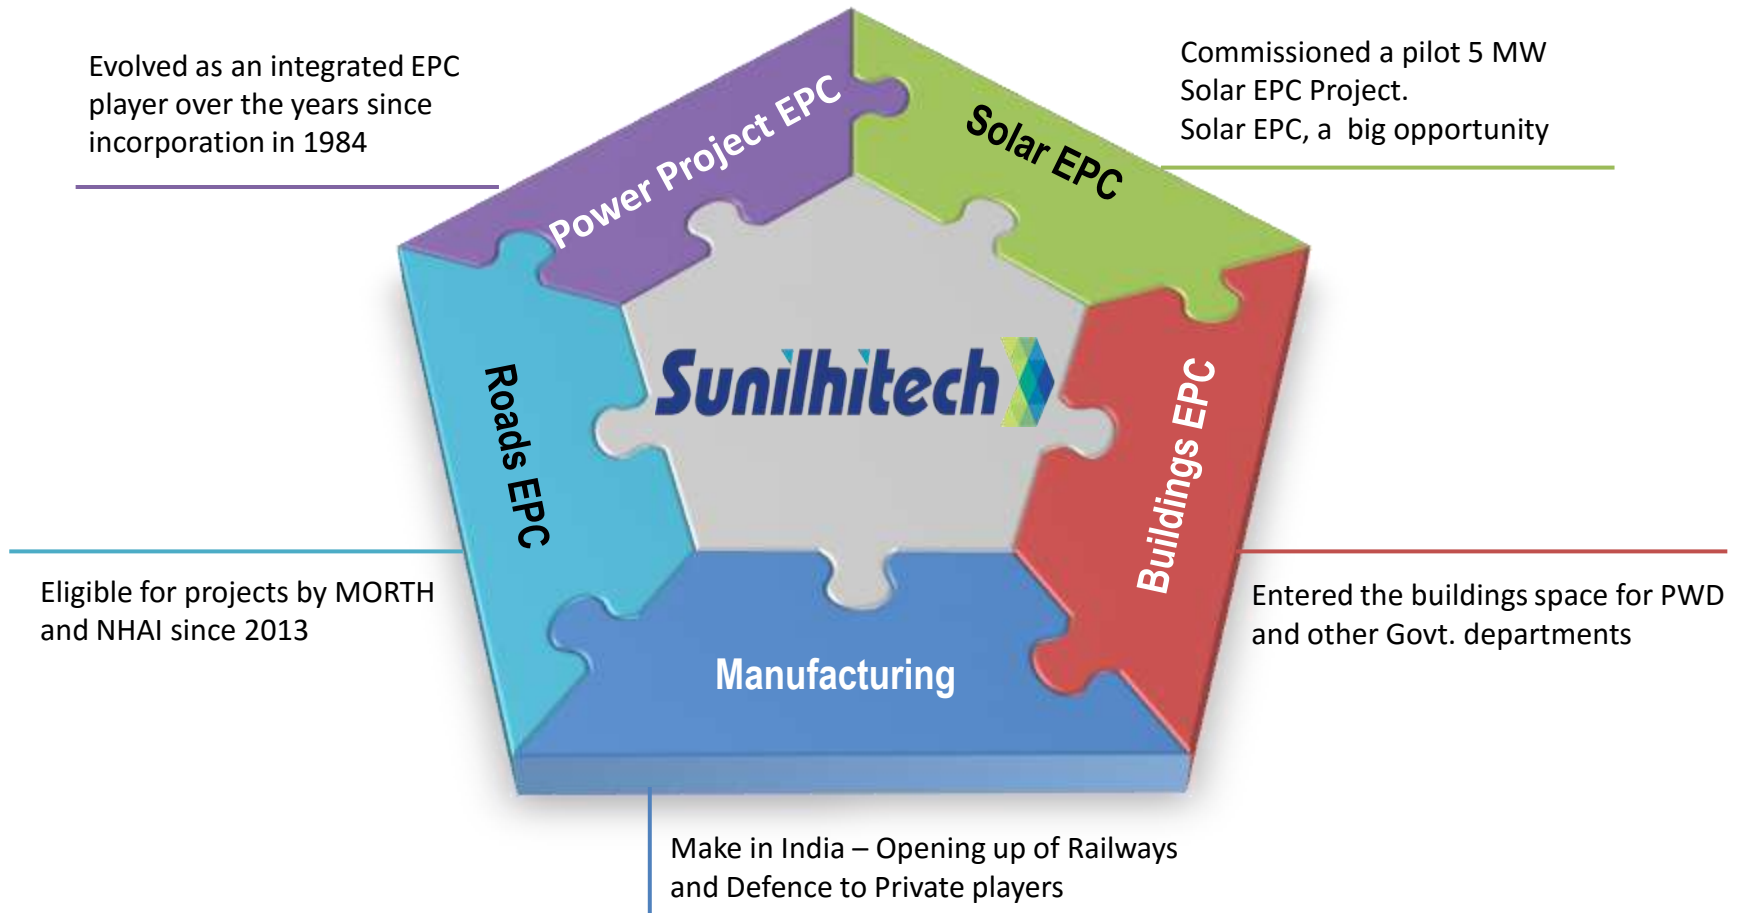 Evolved as an integrated EPC
player over the years since
incorporation in 1984
Commissioned a pilot 5 MW
Solar EPC Project.
Solar EPC, a  big opportunity
Power Project EPC
Solar EPC
Sunilhitech
Roads EPC
Buildings EPC
Eligible for projects by MORTH
and NHAI since 2013
Entered the buildings space for PWD
and other Govt. departments
Manufacturing
Make in India – Opening up of Railways
and Defence to Private players